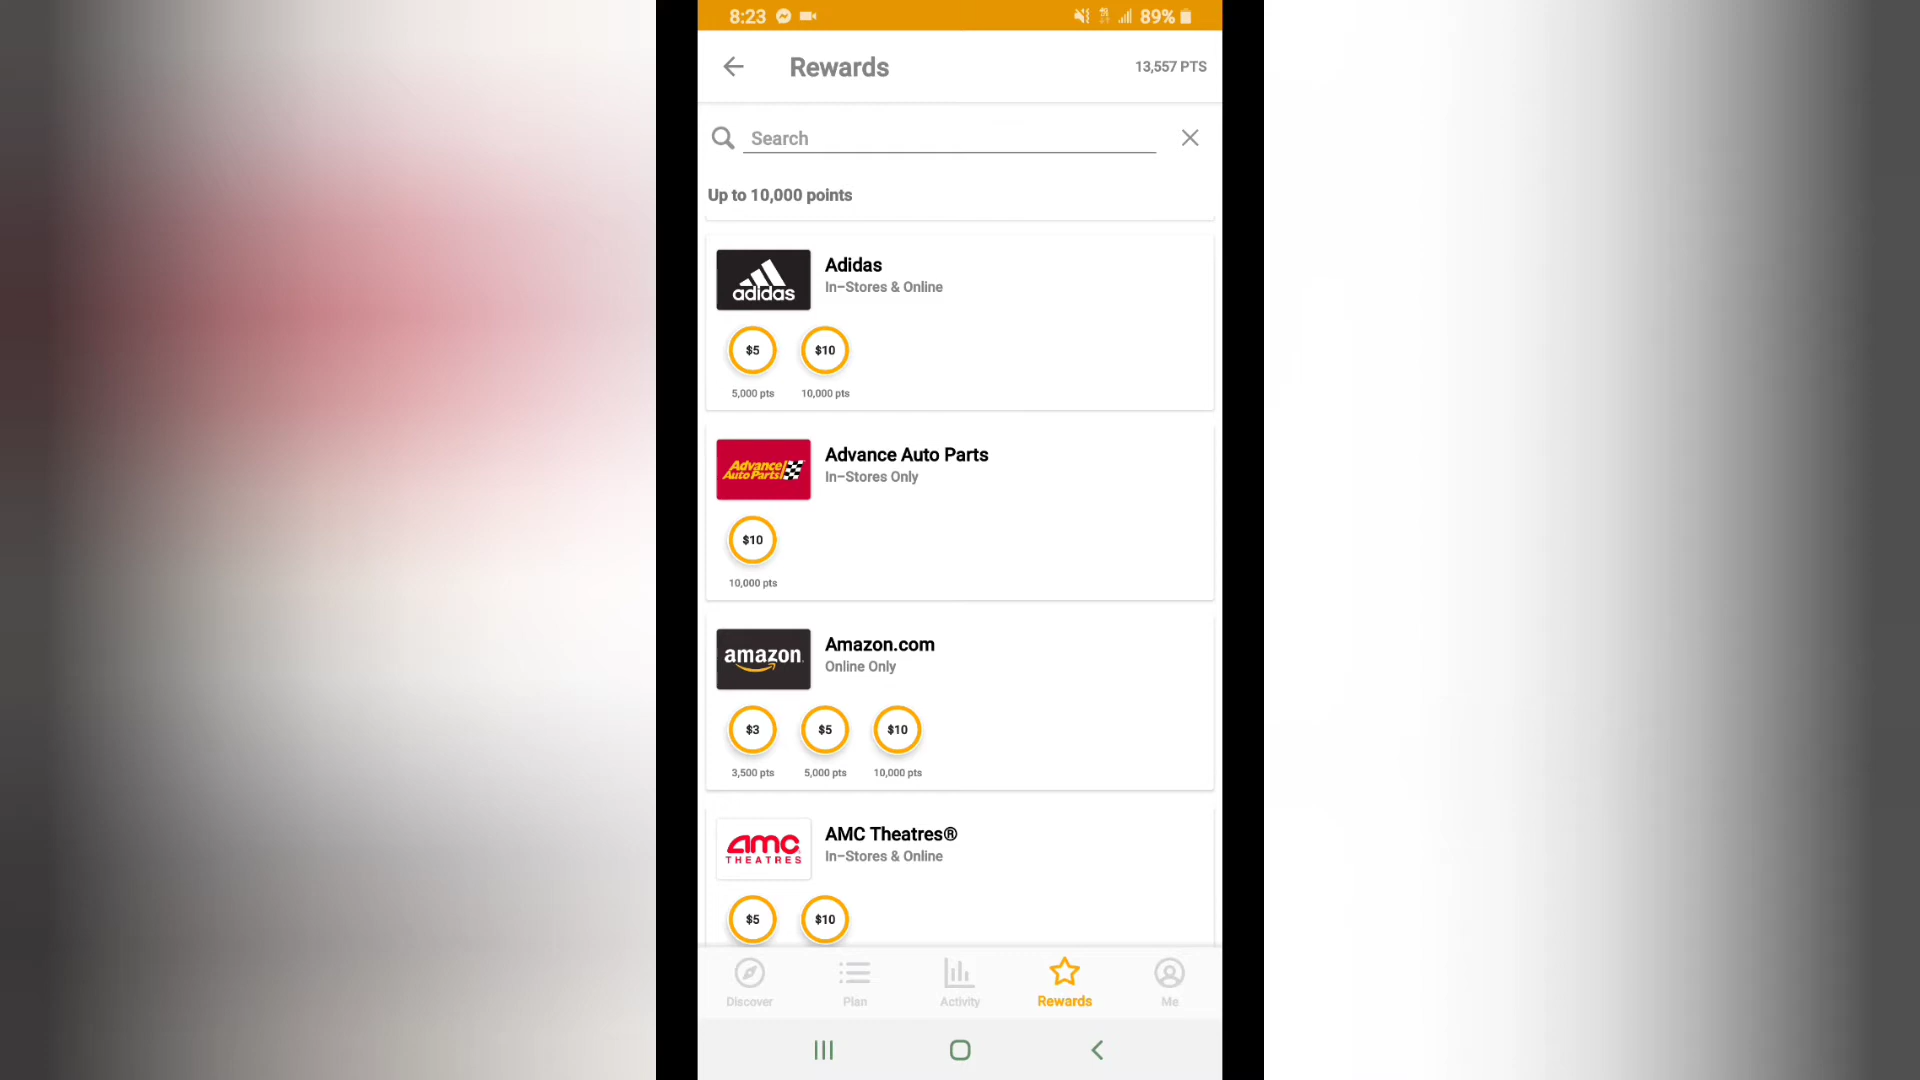 8:23 89%
Rewards 13,557 PTS
Search
Up to 10,000 points
adidas
Adidas
In-Stores & Online
$5 $10
5,000 pts 10,000 pts
Advance
Auto Parts
Advance Auto Parts
In-Stores Only
$10
10,000 pts
amazon
Amazon.com
Online Only
$3 $5 $10
3,500 pts 5,000 pts 10,000 pts
amc
THEATRES
AMC Theatres®
In-Stores & Online
$5 $10
Discover Plan Activity Rewards Me